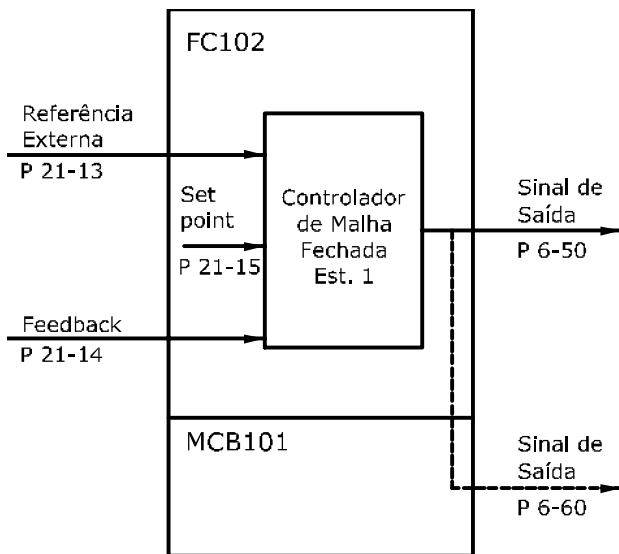 FC102
Referência
Externa
P 21-13
Set
point
P 21-15
Controlador
de Malha
Fechada
Est. 1
Sinal de
Saída
P 6-50
Feedback
P 21-14
MCB101
Sinal de
Saída
P 6-60